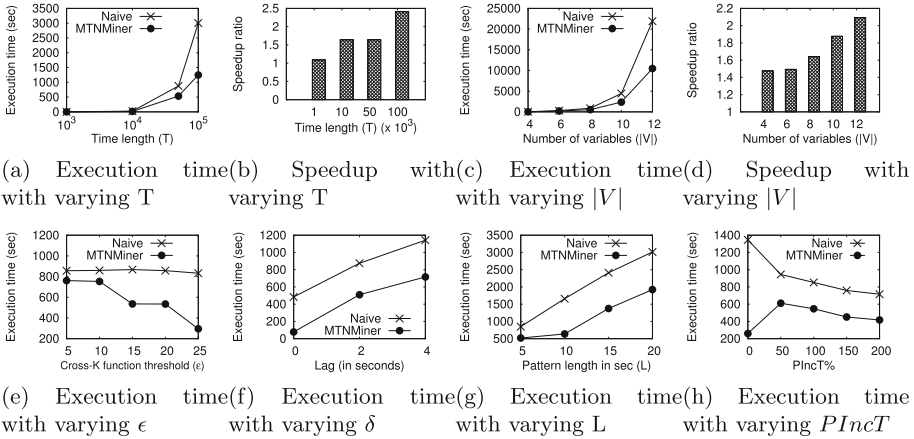 Execution time (sec)
3500
3000
2500
2000
1500
1000
500
0
Naive
MTNMiner
10^3 10^4 10^5
Time length (T)
Speedup ratio
2.5
2
1.5
1
0.5
0
1 10 50 100
Time length (T) (x 10^3)
Execution time (sec)
25000
20000
15000
10000
5000
0
Naive
MTNMiner
4 6 8 10 12
Number of variables (|V|)
Speedup ratio
2.2
2
1.8
1.6
1.4
1.2
1
4 6 8 10 12
Number of variables (|V|)
(a) Execution time
with varying T
(b) Speedup with
varying T
(c) Execution time
with varying |V|
(d) Speedup with
varying |V|
Execution time (sec)
1200
1000
800
600
400
200
Naive
MTNMiner
5 10 15 20 25
Cross-K function threshold (ε)
Execution time (sec)
1200
1000
800
600
400
200
0
Naive
MTNMiner
0 2 4
Lag (in seconds)
Execution time (sec)
3500
3000
2500
2000
1500
1000
500
Naive
MTNMiner
5 10 15 20
Pattern length in sec (L)
Execution time (sec)
1400
1200
1000
800
600
400
200
Naive
MTNMiner
0 50 100 150 200
PIncT%
(e) Execution time
with varying ϵ
(f) Execution time
with varying δ
(g) Execution time
with varying L
(h) Execution time
with varying PIncT